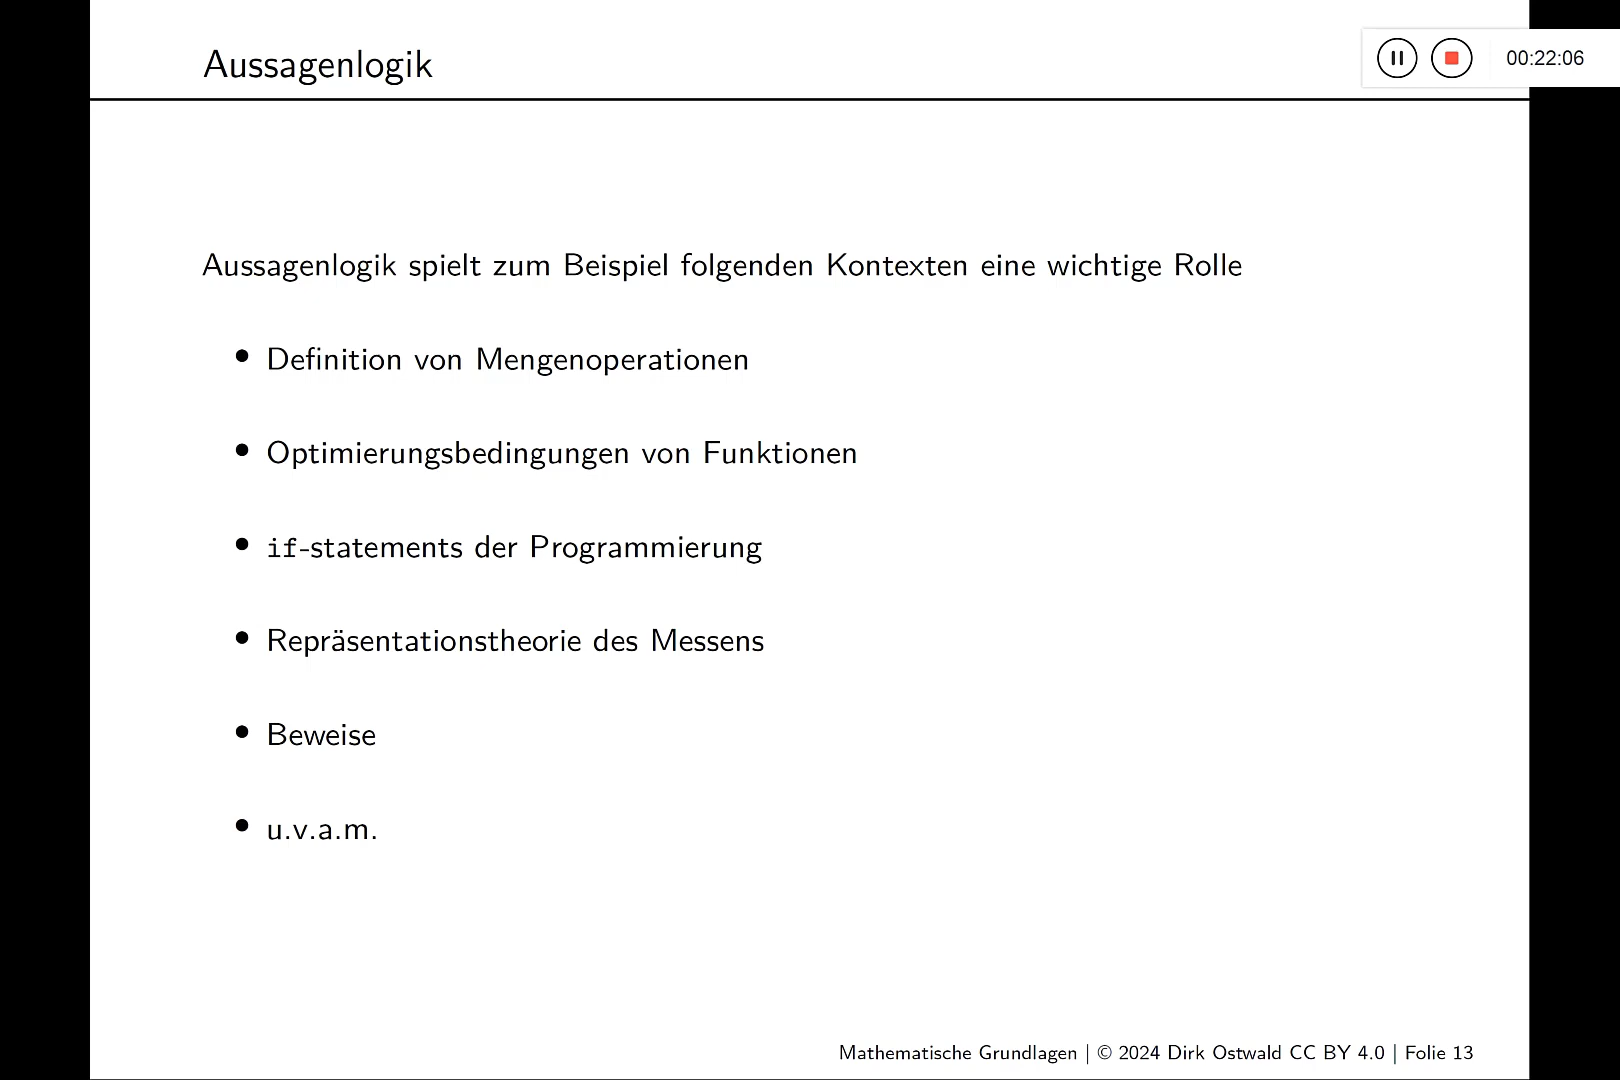 Aussagenlogik
00:22:06
Aussagenlogik spielt zum Beispiel folgenden Kontexten eine wichtige Rolle
• Definition von Mengenoperationen
• Optimierungsbedingungen von Funktionen
• if-statements der Programmierung
• Repräsentationstheorie des Messens
• Beweise
• u.v.a.m.
Mathematische Grundlagen | © 2024 Dirk Ostwald CC BY 4.0 | Folie 13